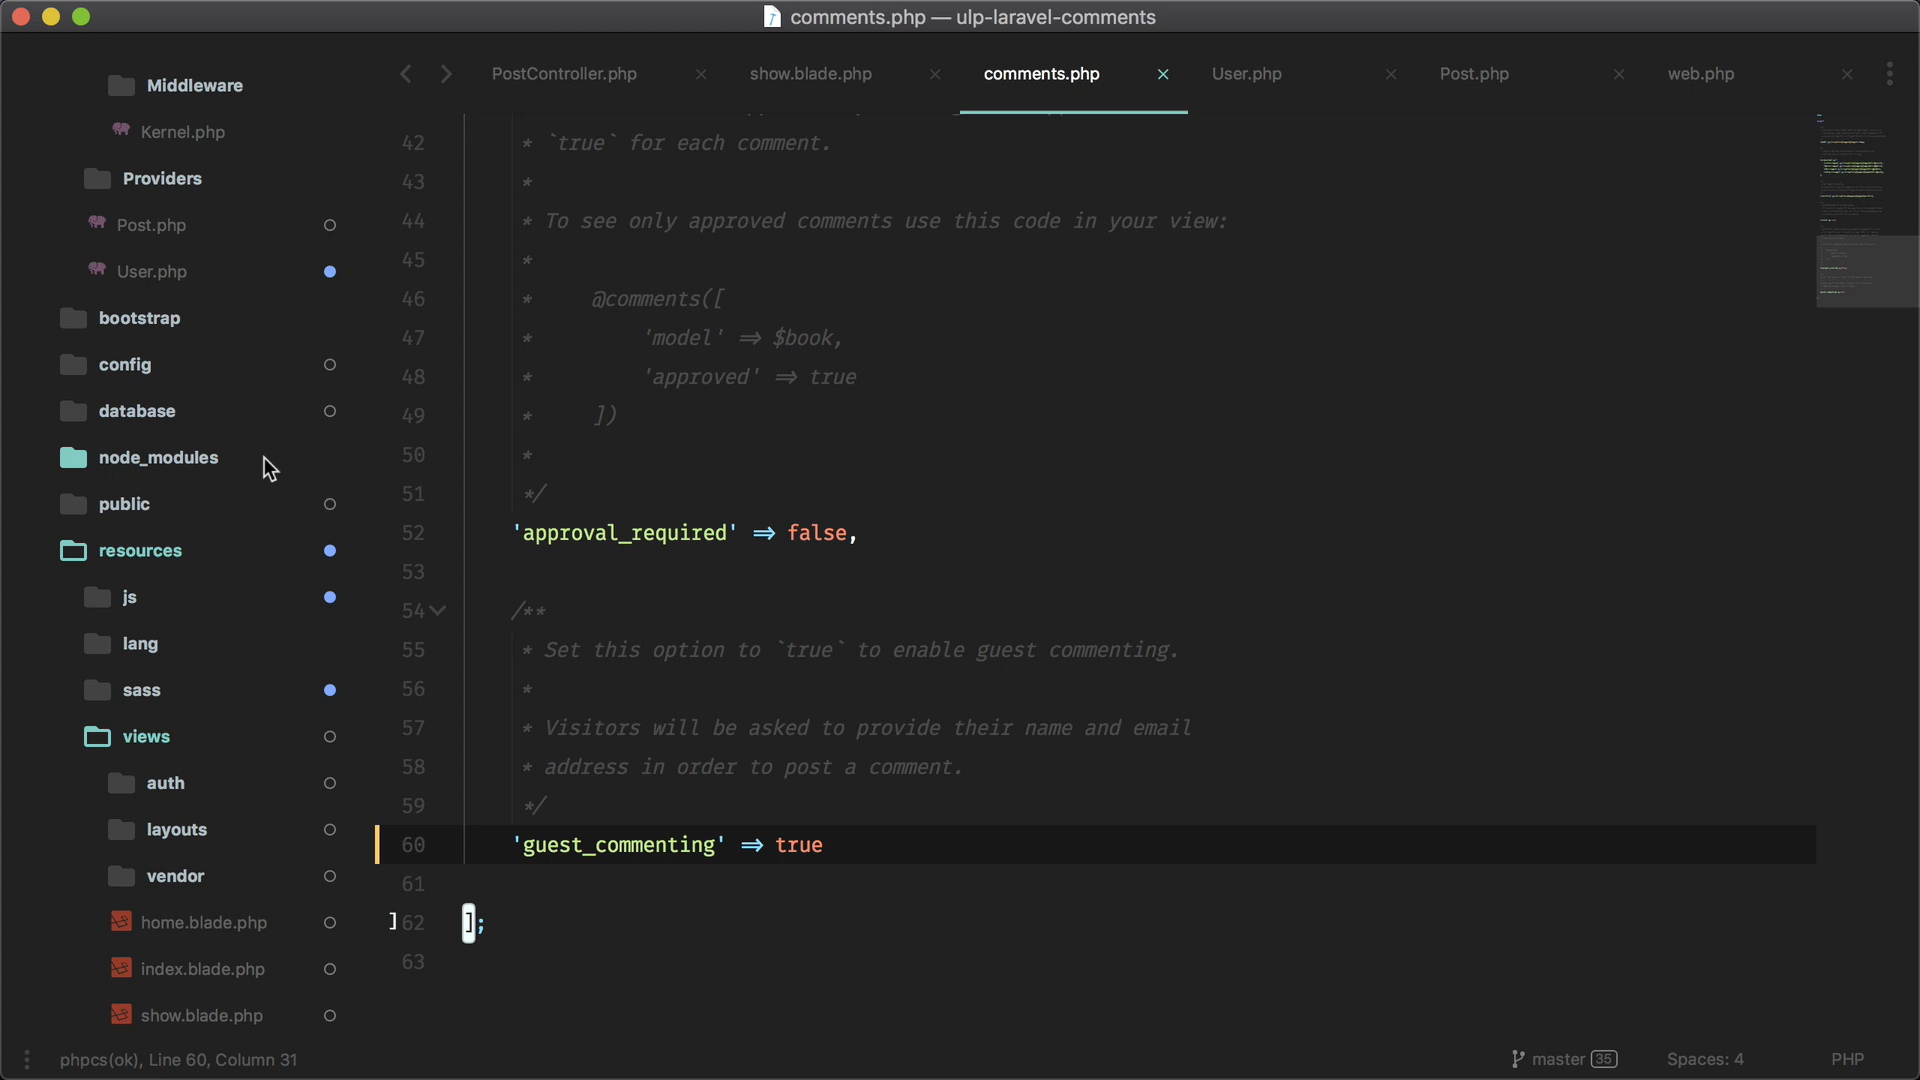 comments.php — ulp-laravel-comments
Middleware
Kernel.php
Providers
Post.php
User.php
bootstrap
config
database
node_modules
public
resources
js
lang
sass
views
auth
layouts
vendor
home.blade.php
index.blade.php
show.blade.php
PostController.php show.blade.php comments.php User.php Post.php web.php
42 * `true` for each comment.
43 *
44 * To see only approved comments use this code in your view:
45 *
46 * @comments([
47 * 'model' => $book,
48 * 'approved' => true
49 * ])
50 *
51 */
52 'approval_required' => false,
53
54 /**
55 * Set this option to `true` to enable guest commenting.
56 *
57 * Visitors will be asked to provide their name and email
58 * address in order to post a comment.
59 */
60 'guest_commenting' => true
61
] 62 ];
63
phpcs(ok), Line 60, Column 31
master 35 Spaces: 4 PHP